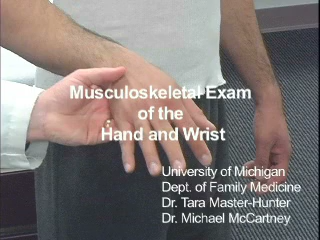 Musculoskeletal Exam
of the
Hand and Wrist
University of Michigan
Dept. of Family Medicine
Dr. Tara Master-Hunter
Dr. Michael McCartney